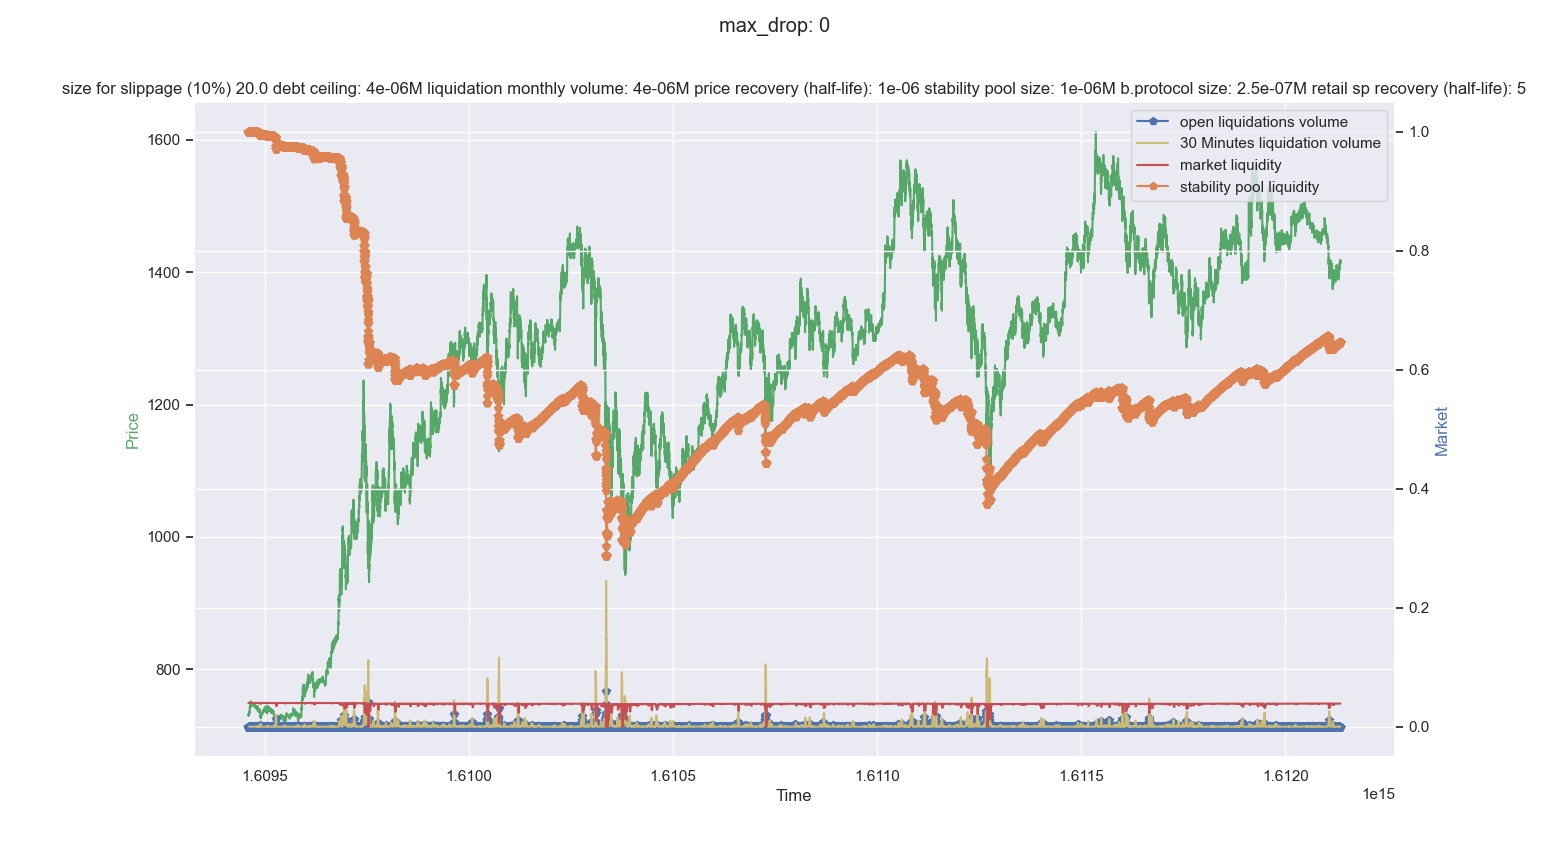 max_drop: 0
size for slippage (10%) 20.0 debt ceiling: 4e-06M liquidation monthly volume: 4e-06M price recovery (half-life): 1e-06 stability pool size: 1e-06M b.protocol size: 2.5e-07M retail sp recovery (half-life): 5
open liquidations volume
30 Minutes liquidation volume
market liquidity
stability pool liquidity
1600
1400
1200
1000
800
Price
1.0
0.8
0.6
0.4
0.2
0.0
Market
1.6095 1.6100 1.6105 1.6110 1.6115 1.6120
Time
1e15